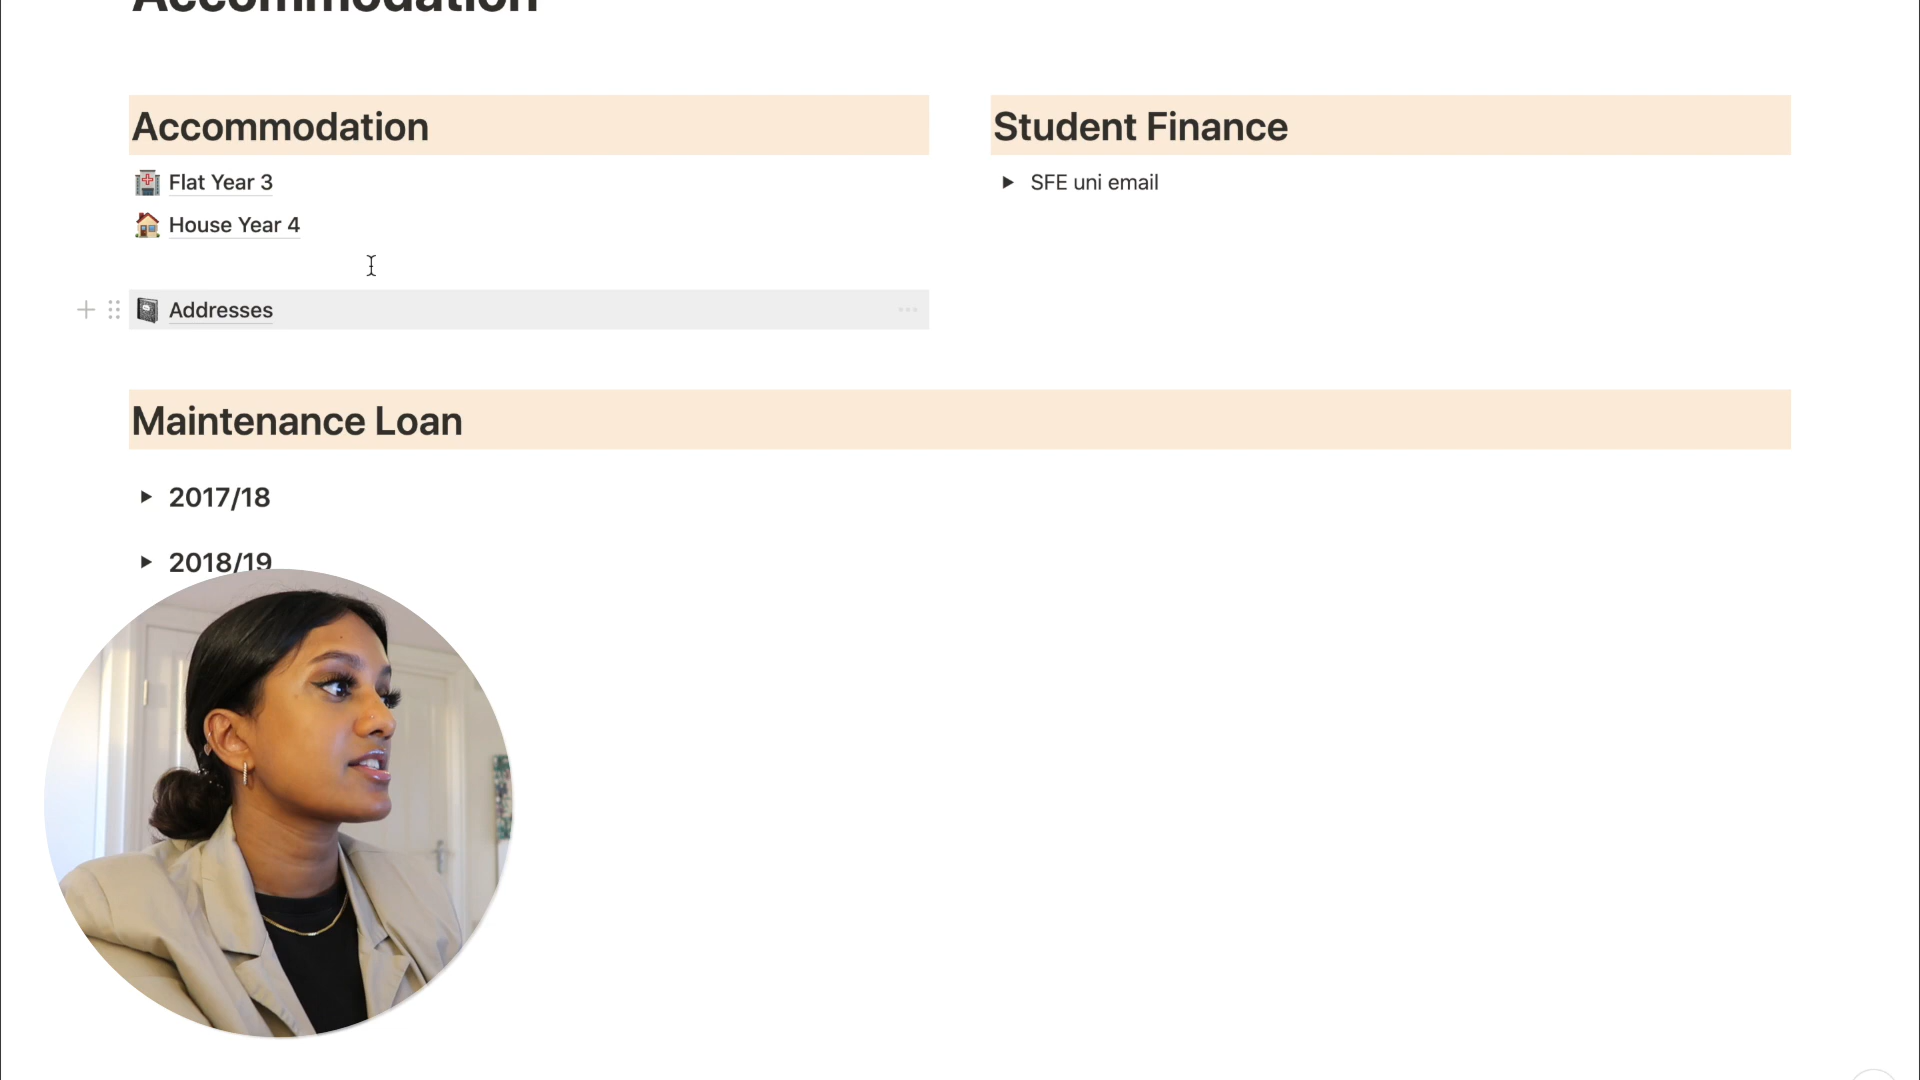 Accommodation
Accommodation
Flat Year 3
House Year 4
Addresses
Student Finance
SFE uni email
Maintenance Loan
2017/18
2018/19